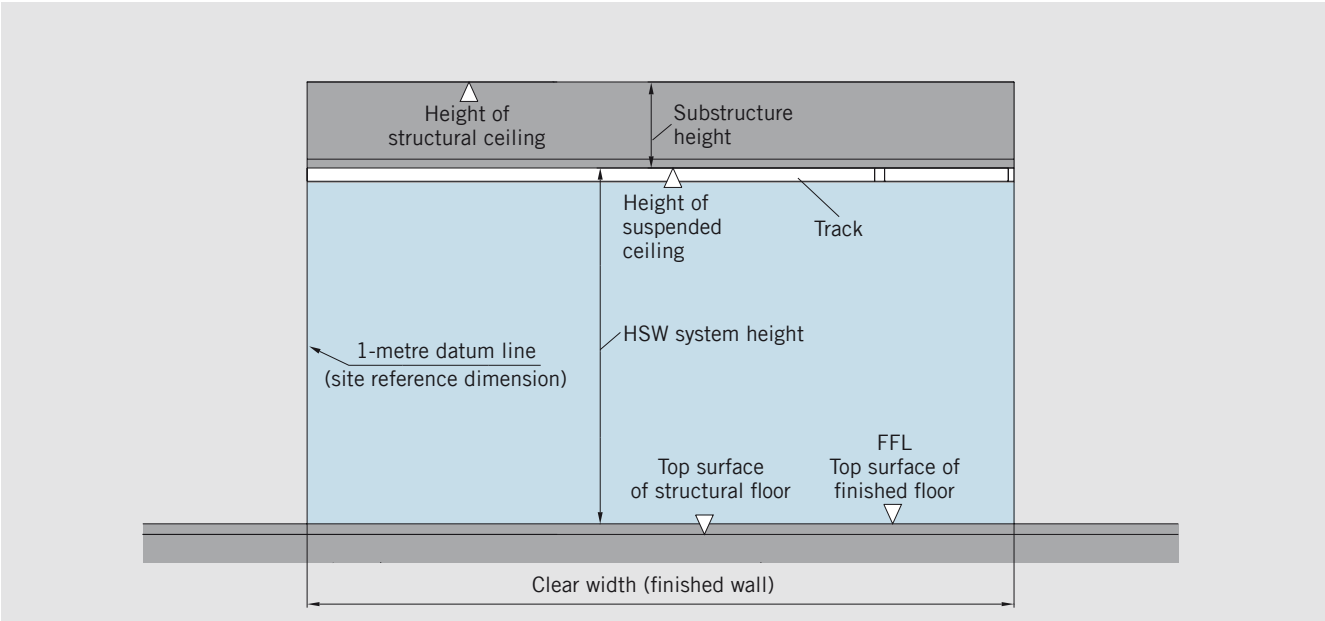 Height of
structural ceiling
Substructure
height
Height of
suspended
ceiling
Track
HSW system height
1-metre datum line
(site reference dimension)
Top surface
of structural floor
FFL
Top surface of
finished floor
Clear width (finished wall)